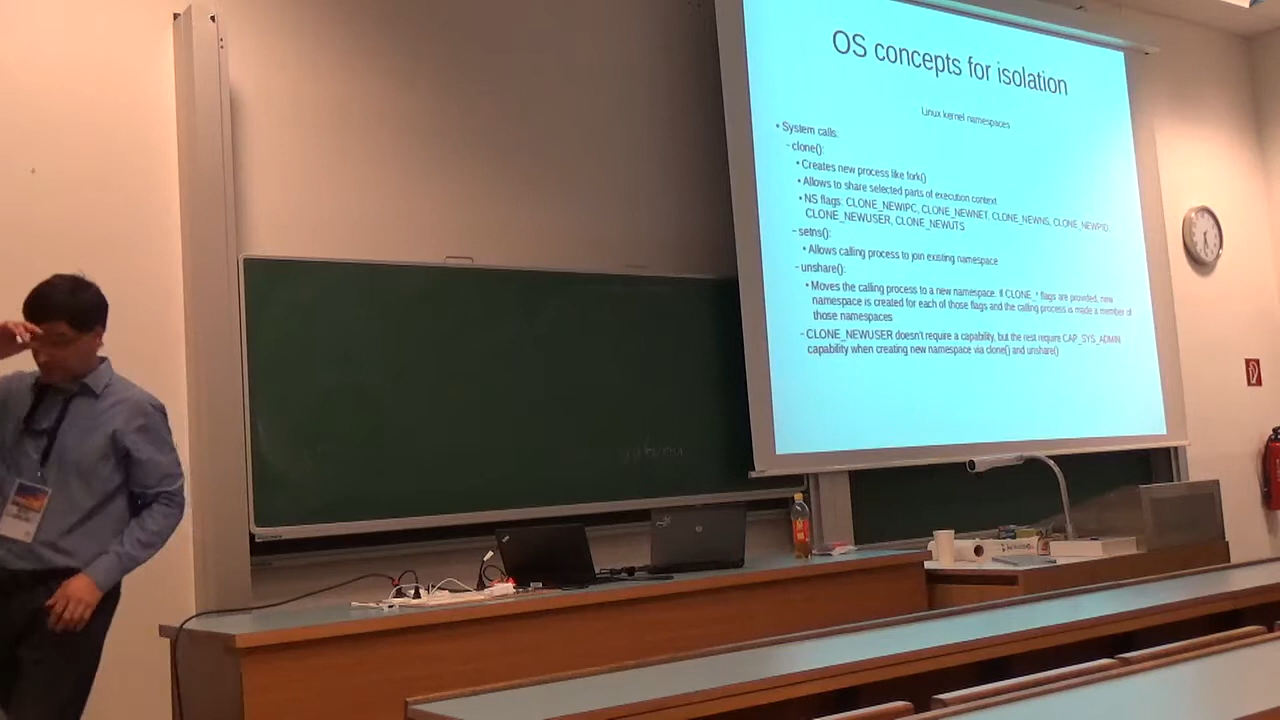 OS concepts for isolation
Linux kernel namespaces
• System calls:
- clone():
• Creates new process like fork()
• Allows to share selected parts of execution context
• NS flags: CLONE_NEWIPC, CLONE_NEWNET, CLONE_NEWNS, CLONE_NEWPID
CLONE_NEWUSER, CLONE_NEWUTS
- setns():
• Allows calling process to join existing namespace
- unshare():
• Moves the calling process to a new namespace. If CLONE_* flags are provided, new
namespace is created for each of those flags and the calling process is made a member of
those namespaces
- CLONE_NEWUSER doesn't require a capability, but the rest require CAP_SYS_ADMIN
capability when creating new namespace via clone() and unshare()